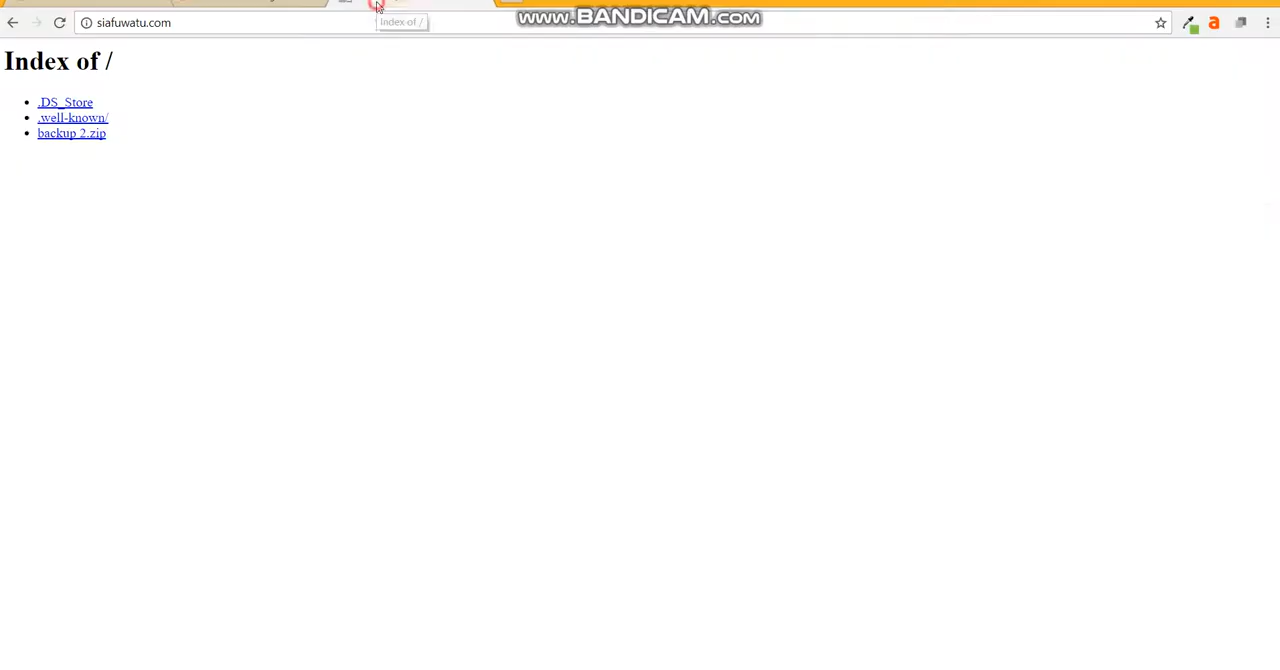 www.BANDICAM.com
siafuwatu.com
Index of /
Index of /
.DS_Store
.well-known/
backup 2.zip